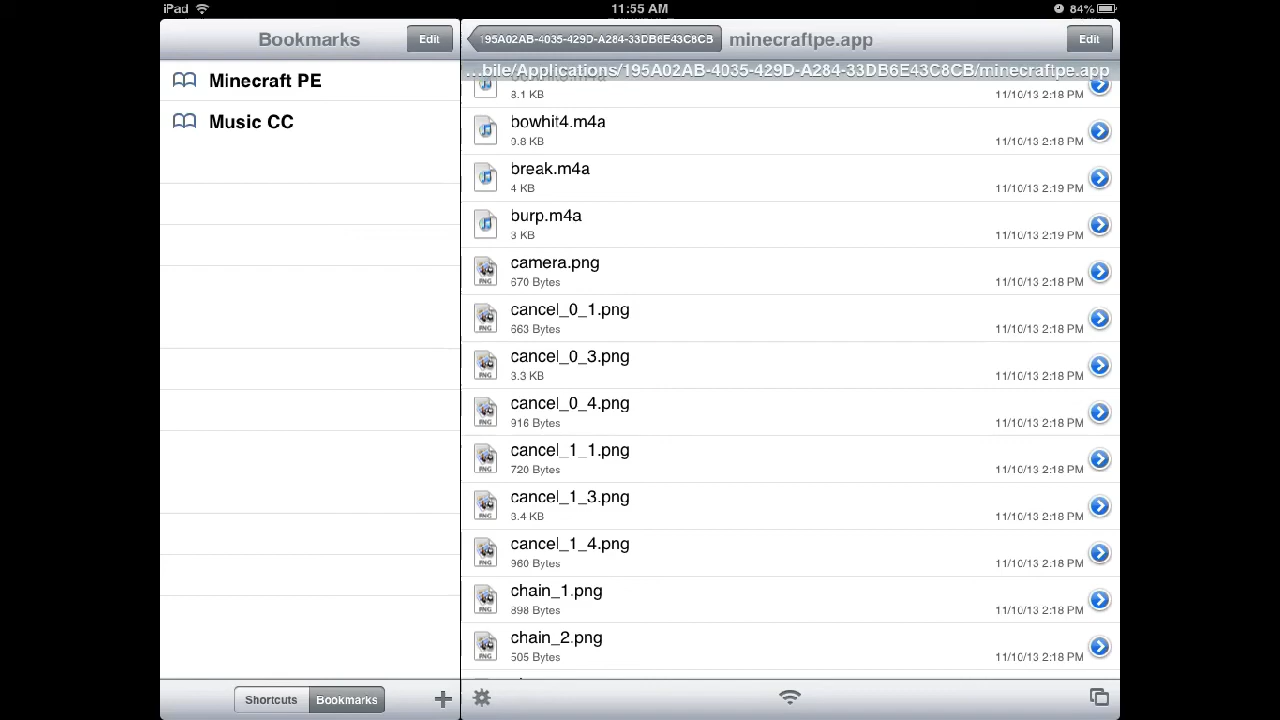 iPad
11:55 AM
84%
Bookmarks
Edit
195A02AB-4035-429D-A284-33DB6E43C8CB
minecraftpe.app
Edit
...bile/Applications/195A02AB-4035-429D-A284-33DB6E43C8CB/minecraftpe.app
Minecraft PE
Music CC
8.1 KB
11/10/13 2:18 PM
bowhit4.m4a
9.8 KB
11/10/13 2:18 PM
break.m4a
4 KB
11/10/13 2:19 PM
burp.m4a
8 KB
11/10/13 2:19 PM
camera.png
670 Bytes
11/10/13 2:18 PM
cancel_0_1.png
663 Bytes
11/10/13 2:18 PM
cancel_0_3.png
3.3 KB
11/10/13 2:18 PM
cancel_0_4.png
916 Bytes
11/10/13 2:18 PM
cancel_1_1.png
720 Bytes
11/10/13 2:18 PM
cancel_1_3.png
3.4 KB
11/10/13 2:18 PM
cancel_1_4.png
960 Bytes
11/10/13 2:18 PM
chain_1.png
898 Bytes
11/10/13 2:18 PM
chain_2.png
505 Bytes
11/10/13 2:18 PM
Shortcuts
Bookmarks